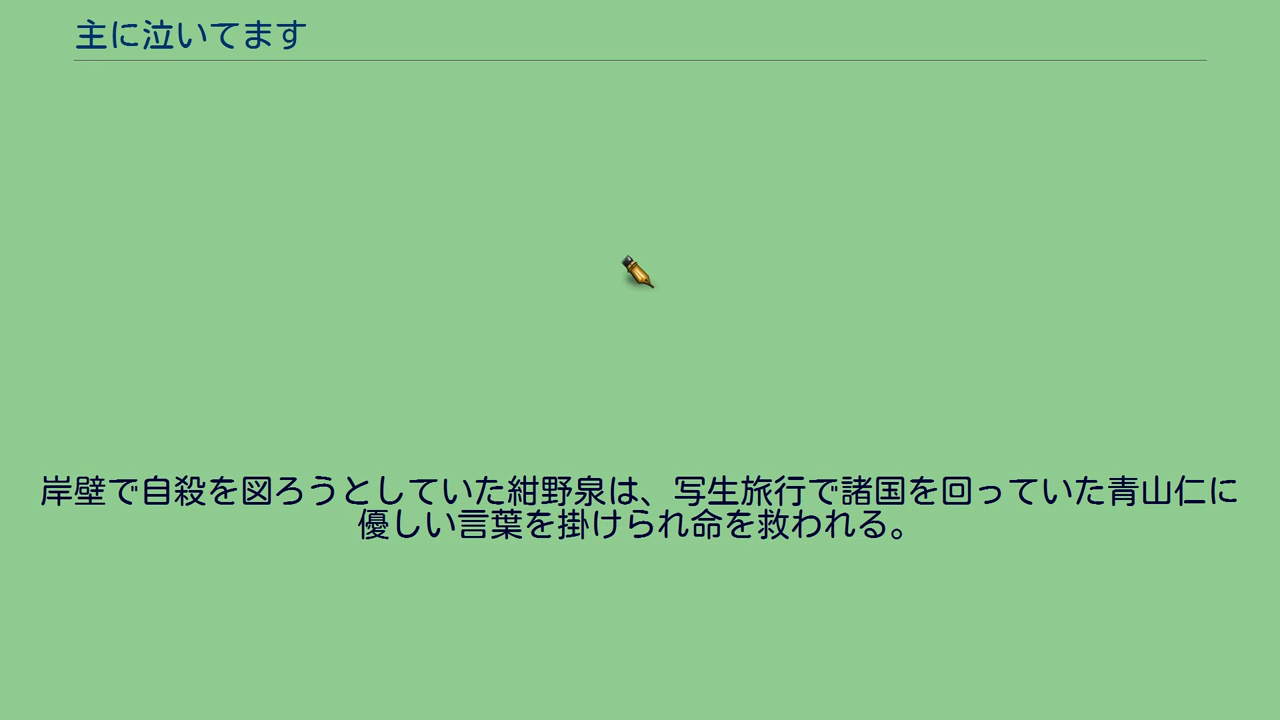 主に泣いてます
岸壁で自殺を図ろうとしていた紺野泉は、写生旅行で諸国を回っていた青山仁に
優しい言葉を掛けられ命を救われる。